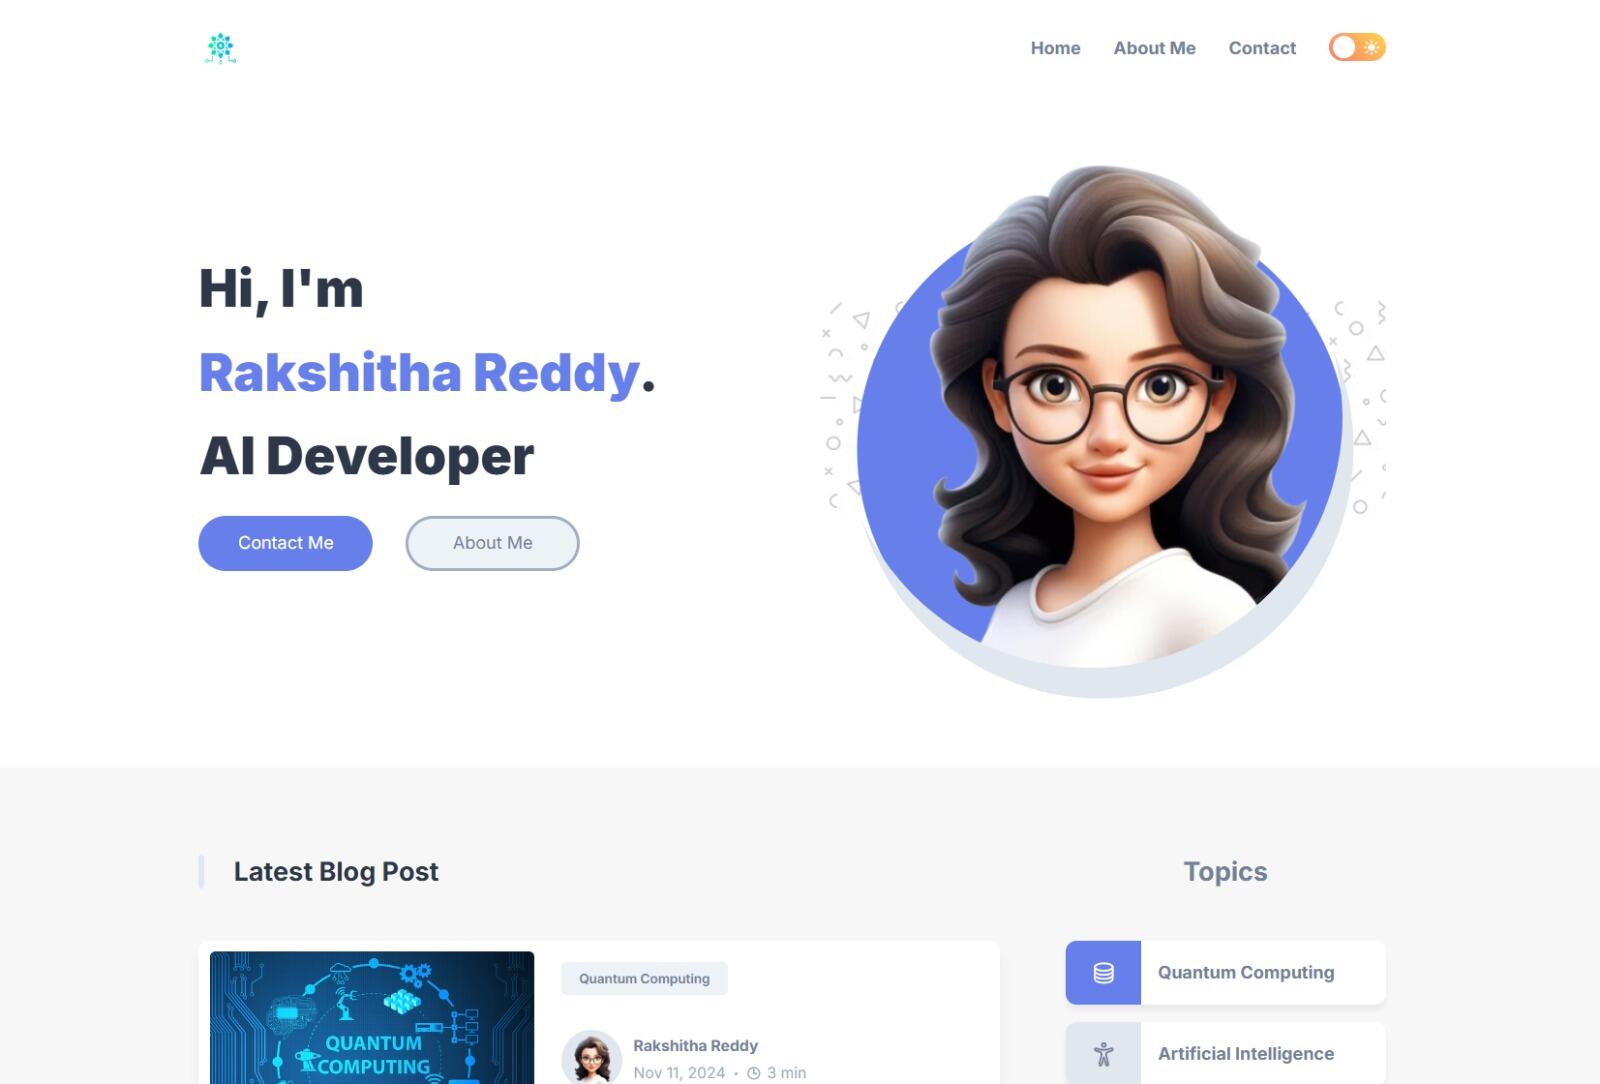 Home About Me Contact
Hi, I'm
Rakshitha Reddy.
AI Developer
Contact Me About Me
Latest Blog Post
Topics
QUANTUM
COMPUTING
Quantum Computing
Rakshitha Reddy
Nov 11, 2024 • 3 min
Quantum Computing
Artificial Intelligence